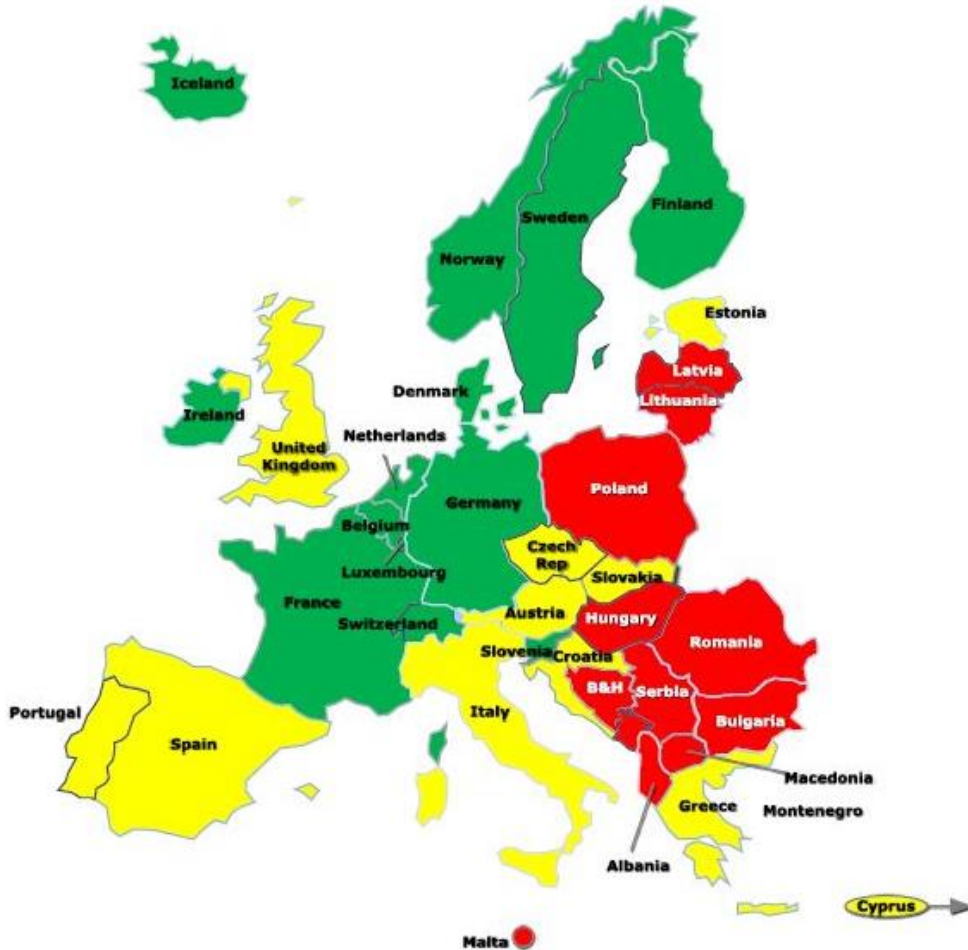 Iceland
Finland
Sweden
Norway
Estonia
Latvia
Denmark
Lithuania
Ireland
Netherlands
United
Kingdom
Poland
Germany
Belgium
Czech
Rep
Luxembourg
Slovakia
France
Austria
Hungary
Switzerland
Romania
Slovenia
Croatia
B&H
Serbia
Portugal
Italy
Bulgaria
Spain
Macedonia
Greece
Montenegro
Albania
Cyprus
Malta